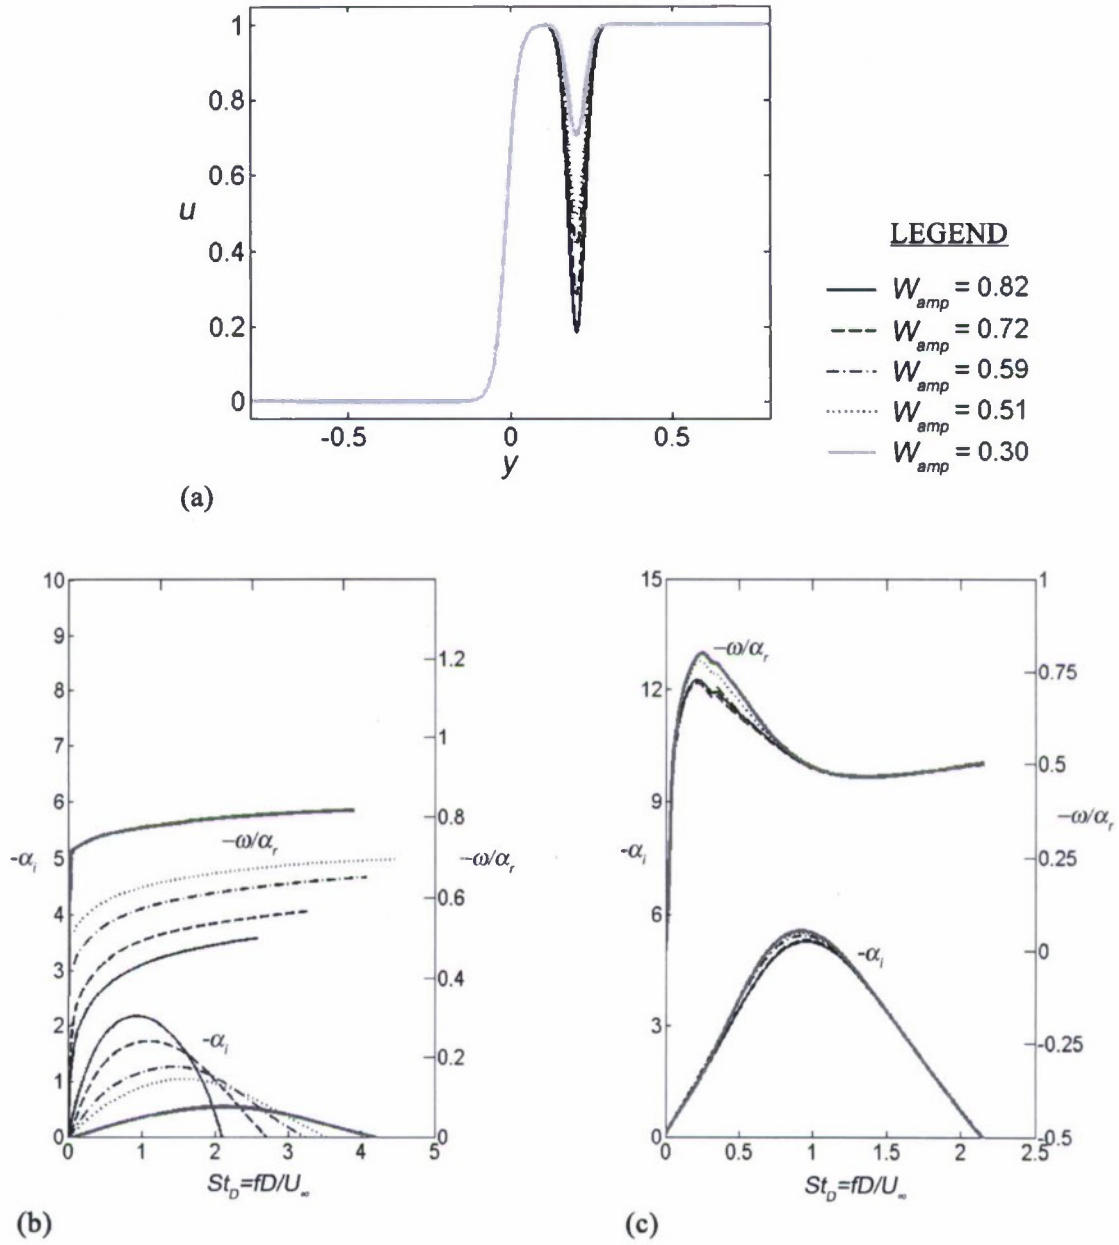 1
0.8
0.6
u
0.4
0.2
0
-0.5
0
0.5
y
(a)
LEGEND
W_amp = 0.82
W_amp = 0.72
W_amp = 0.59
W_amp = 0.51
W_amp = 0.30
10
9
8
7
6
-α_i
5
4
3
2
1
0
1.2
1
0.8
-ω/α_r
0.6
0.4
0.2
0
-ω/α_r
-α_i
0
1
2
3
4
5
St_D=fD/U_∞
(b)
15
12
9
-α_i
6
3
0
1
0.75
0.5
-ω/α_r
0.25
0
-0.25
-0.5
-ω/α_r
-α_i
0
0.5
1
1.5
2
2.5
St_D=fD/U_∞
(c)